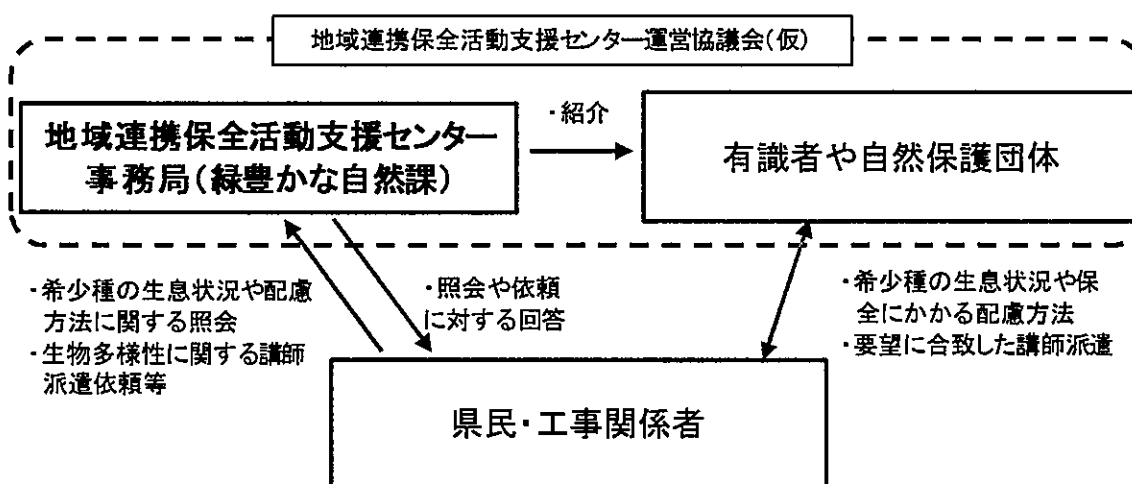 地域連携保全活動支援センター運営協議会(仮)
地域連携保全活動支援センター
事務局(緑豊かな自然課)
・紹介
有識者や自然保護団体
・希少種の生息状況や配慮
方法に関する照会
・生物多様性に関する講師
派遣依頼等
・照会や依頼
に対する回答
・希少種の生息状況や保
全にかかる配慮方法
・要望に合致した講師派遣
県民・工事関係者